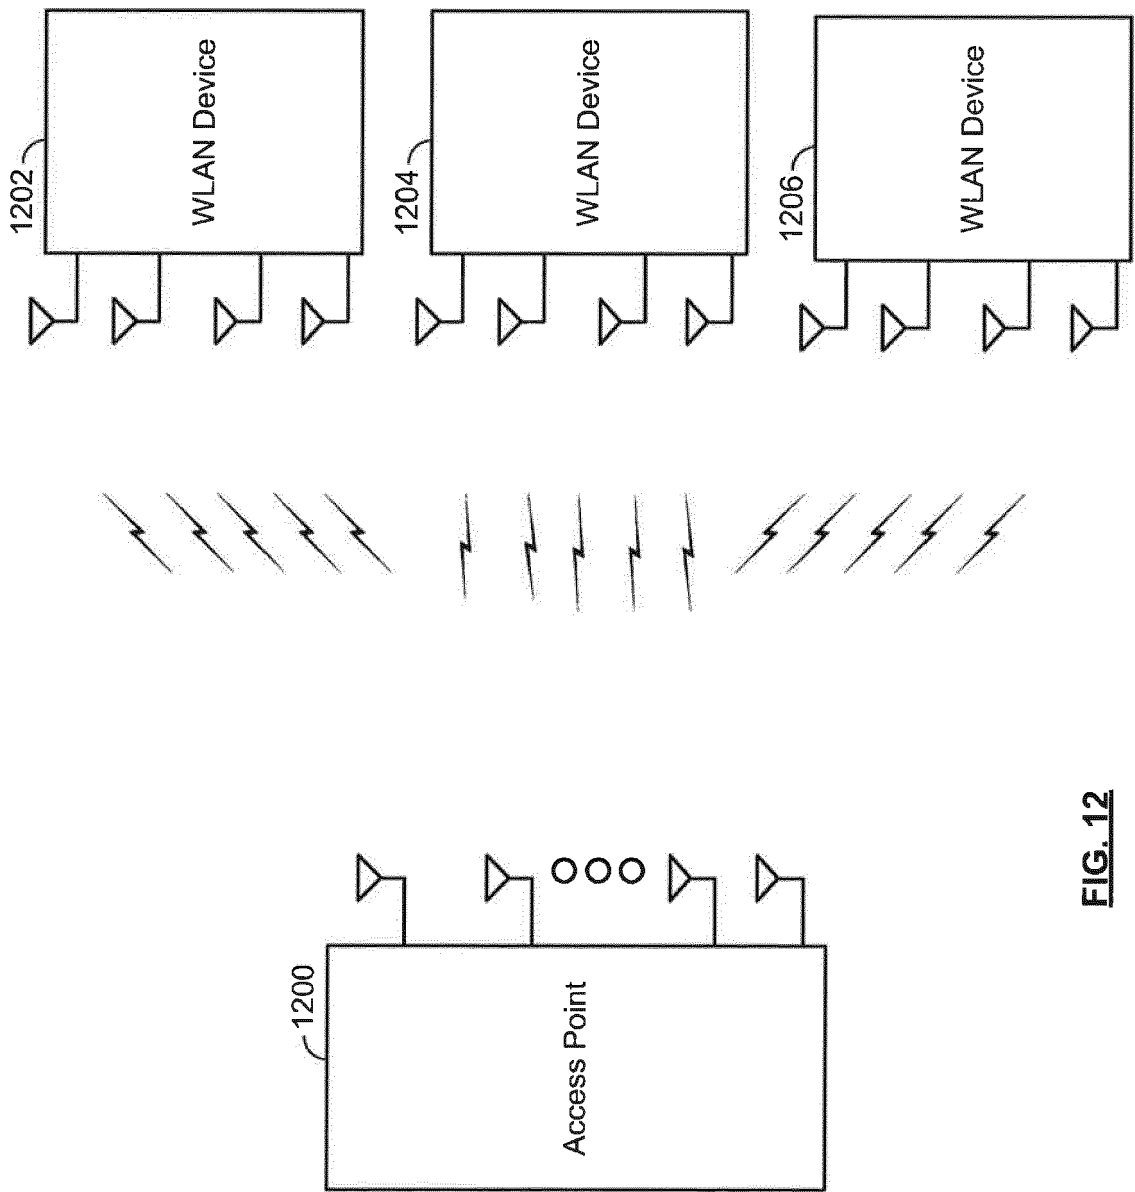 1202
WLAN Device
1204
WLAN Device
1206
WLAN Device
1200
Access Point
FIG. 12